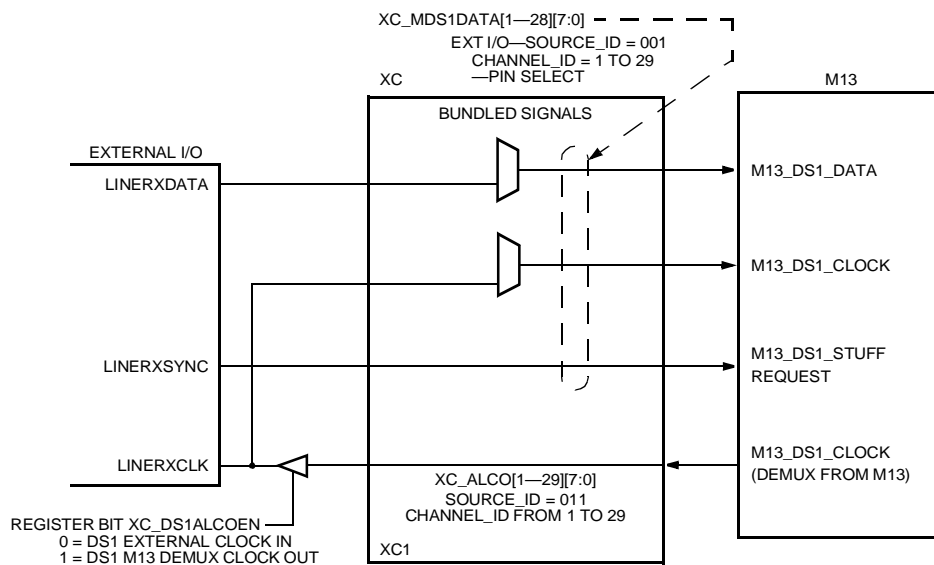 XC_MDS1DATA[1—28][7:0]
EXT I/O—SOURCE_ID = 001
CHANNEL_ID = 1 TO 29
—PIN SELECT
XC
M13
BUNDLED SIGNALS
EXTERNAL I/O
LINERXDATA
M13_DS1_DATA
M13_DS1_CLOCK
LINERXSYNC
M13_DS1_STUFF
REQUEST
LINERXCLK
M13_DS1_CLOCK
(DEMUX FROM M13)
XC_ALCO[1—29][7:0]
SOURCE_ID = 011
CHANNEL_ID FROM 1 TO 29
REGISTER BIT XC_DS1ALCOEN
0 = DS1 EXTERNAL CLOCK IN
1 = DS1 M13 DEMUX CLOCK OUT
XC1